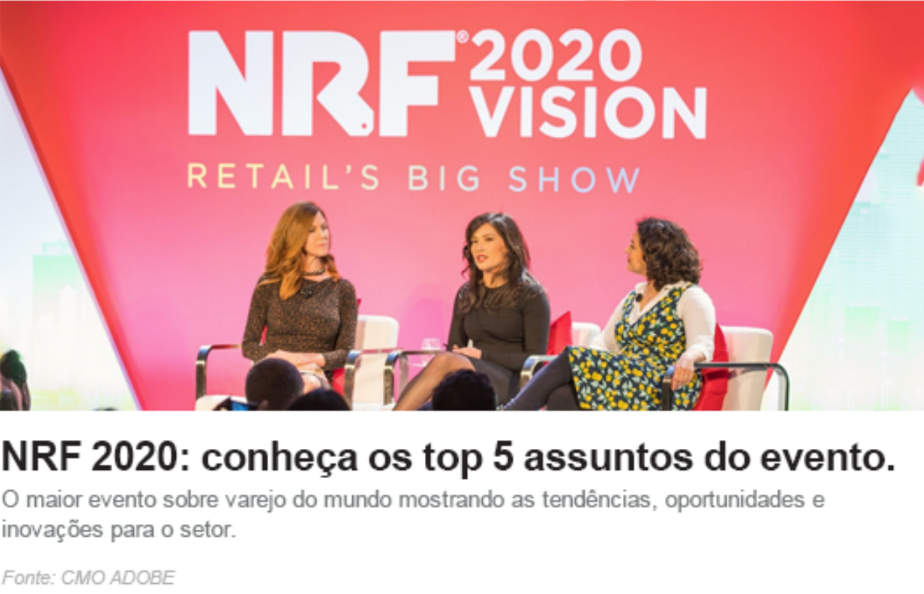 NRF® 2020
VISION
RETAIL'S BIG SHOW
NRF 2020: conheça os top 5 assuntos do evento.
O maior evento sobre varejo do mundo mostrando as tendências, oportunidades e
inovações para o setor.
Fonte: CMO ADOBE